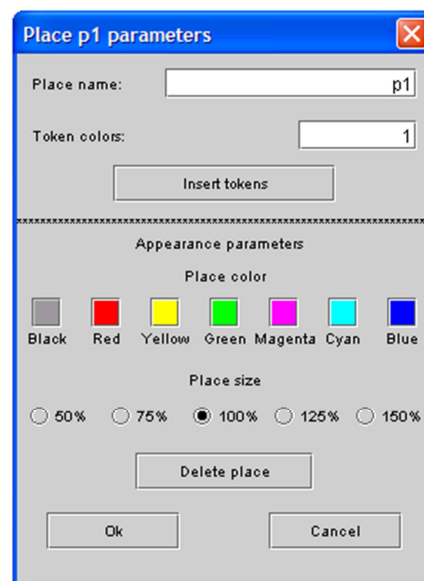 Place p1 parameters
Place name: p1
Token colors: 1
Insert tokens
Appearance parameters
Place color
Black Red Yellow Green Magenta Cyan Blue
Place size
50% 75% 100% 125% 150%
Delete place
Ok Cancel